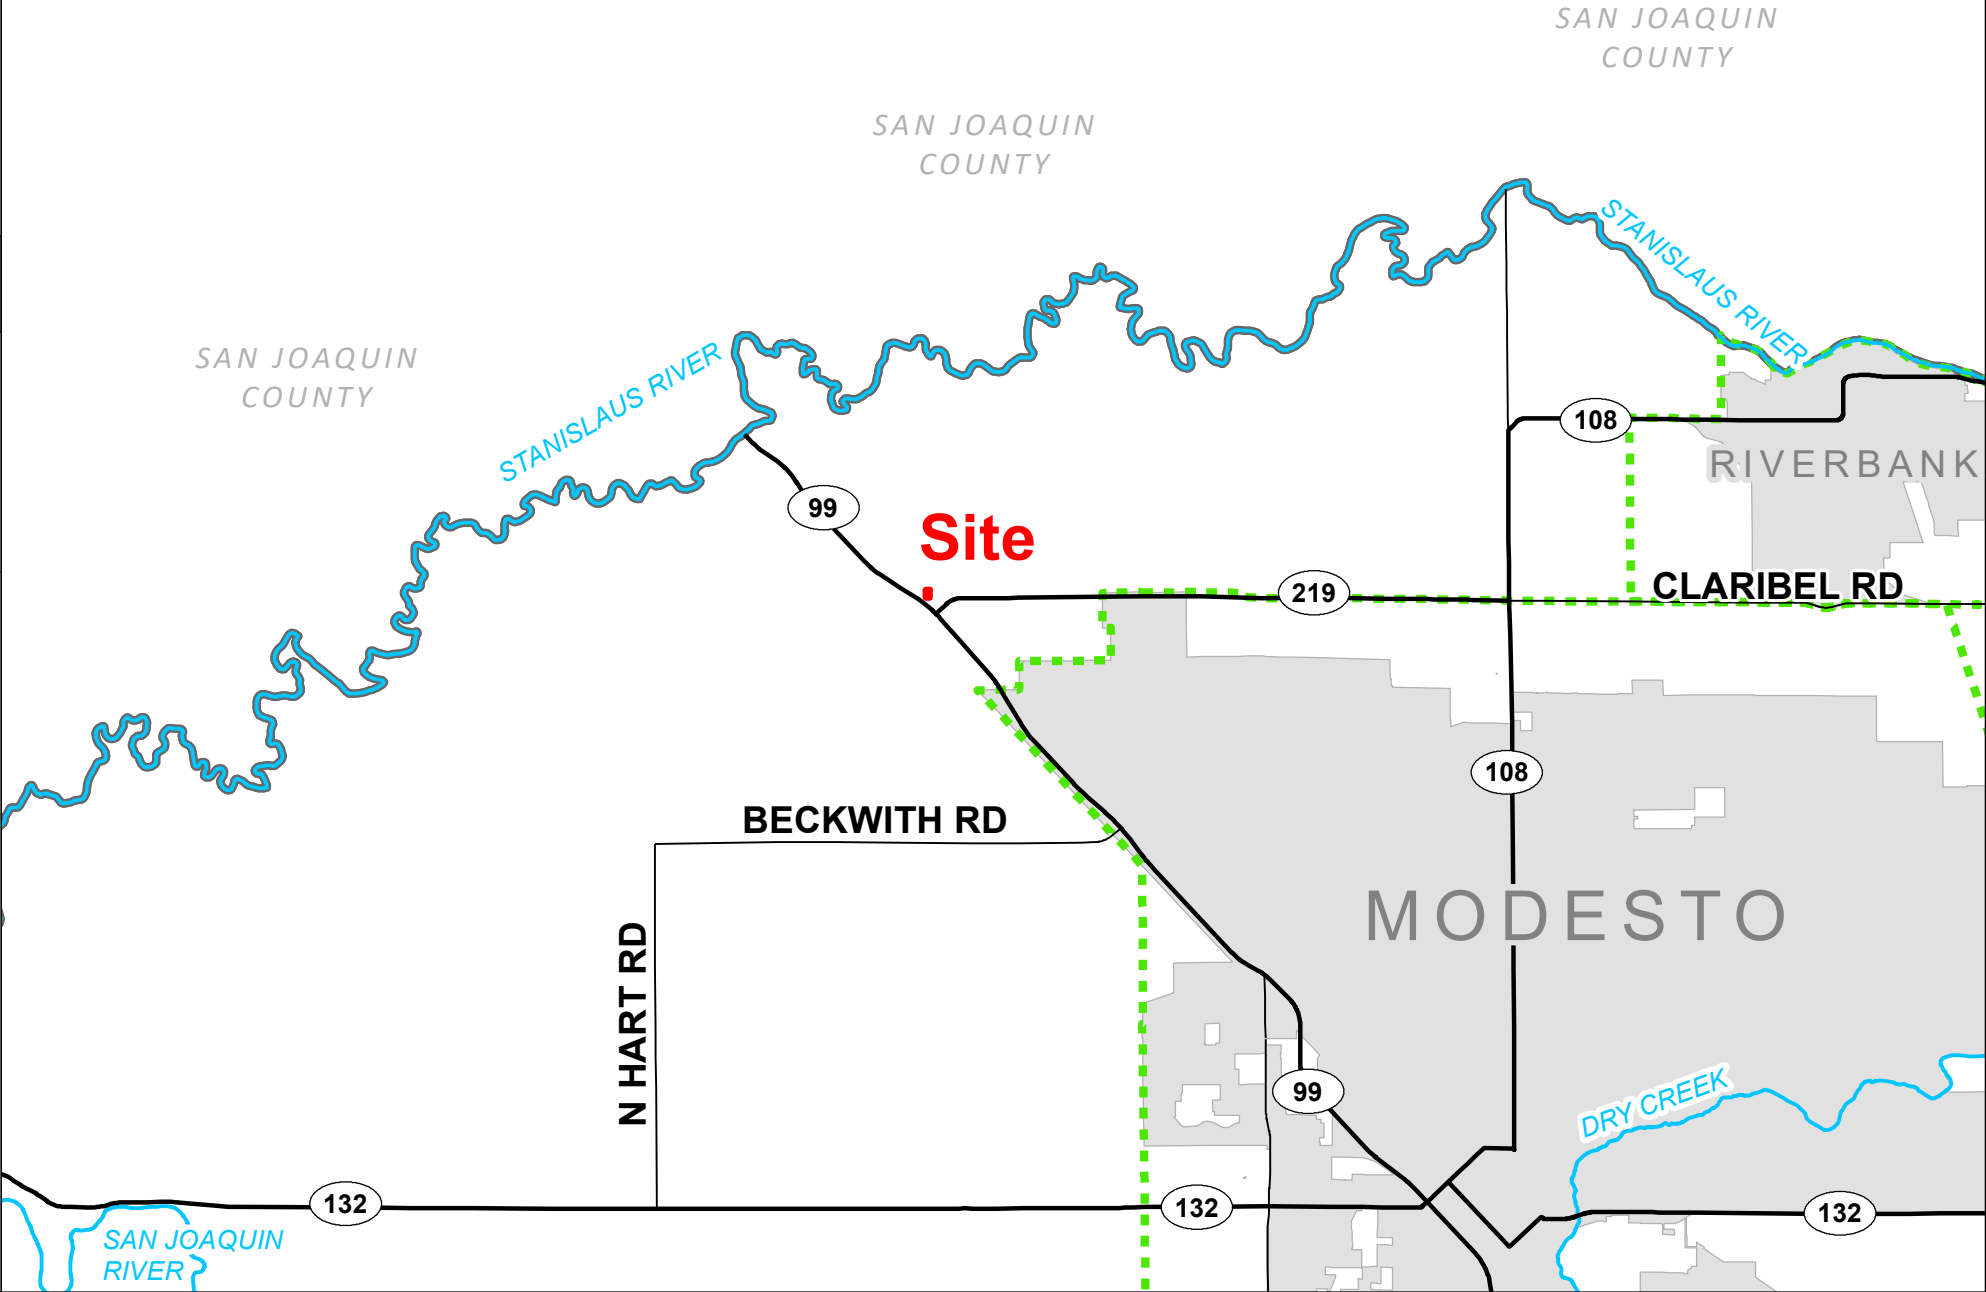 SAN JOAQUIN
COUNTY
SAN JOAQUIN
COUNTY
STANISLAUS RIVER
SAN JOAQUIN
COUNTY
STANISLAUS RIVER
108
RIVERBANK
99
Site
219
CLARIBEL RD
108
BECKWITH RD
MODESTO
N HART RD
99
DRY CREEK
132
132
132
SAN JOAQUIN
RIVER